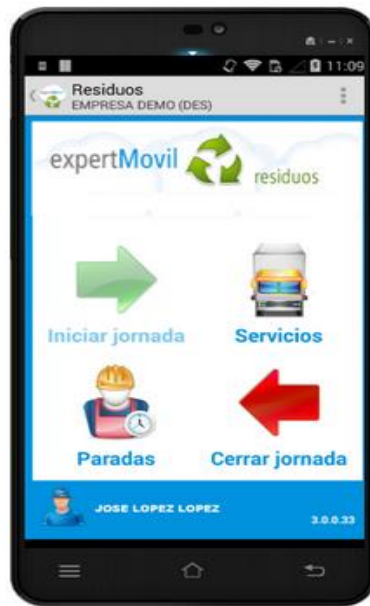 11:09
Residuos
EMPRESA DEMO (DES)
expertMovil
residuos
Iniciar jornada
Servicios
Paradas
Cerrar jornada
JOSE LOPEZ LOPEZ
3.0.0.33